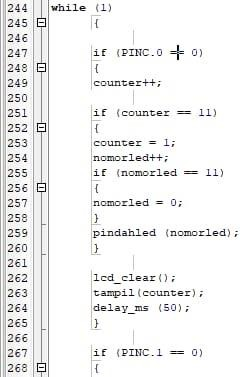 244 while (1)
245 {
246
247 if (PINC.0 == 0)
248 {
249 counter++;
250
251 if (counter == 11)
252 {
253 counter = 1;
254 nomorled++;
255 if (nomorled == 11)
256 {
257 nomorled = 0;
258 }
259 pindahled (nomorled);
260 }
261
262 lcd_clear();
263 tampil(counter);
264 delay_ms (50);
265 }
266
267 if (PINC.1 == 0)
268 {